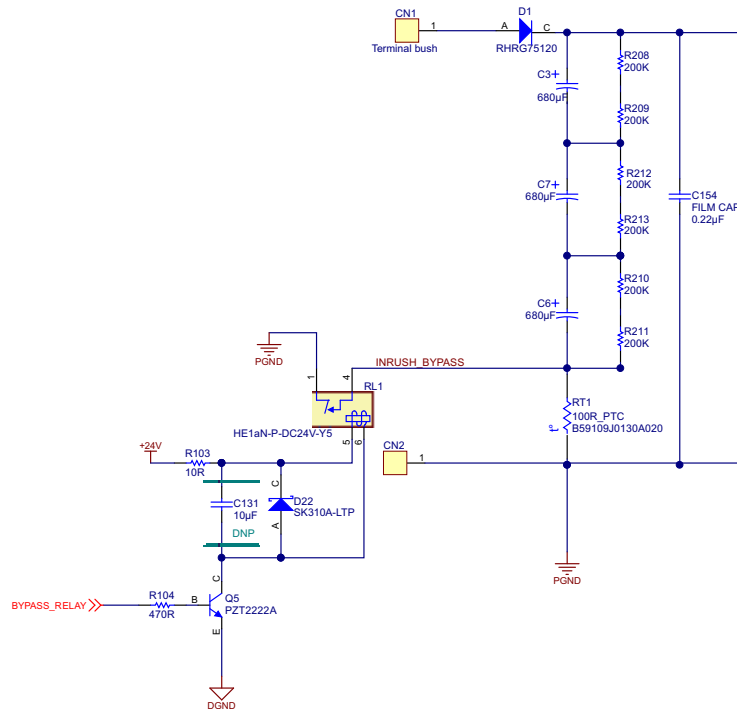 CN1
D1
1
A
C
Terminal bush
RHRG75120
R208
200K
C3
+
680µF
R209
200K
R212
200K
C7
+
680µF
C154
FILM CAP
0.22µF
R213
200K
R210
200K
C6
+
680µF
R211
200K
PGND
INRUSH_BYPASS
1
4
RL1
RT1
100R_PTC
t°
B59109J0130A020
HE1aN-P-DC24V-Y5
5
6
CN2
1
+24V
R103
10R
C
C131
10µF
D22
SK310A-LTP
A
DNP
PGND
C
R104
B
Q5
BYPASS_RELAY
470R
PZT2222A
E
DGND